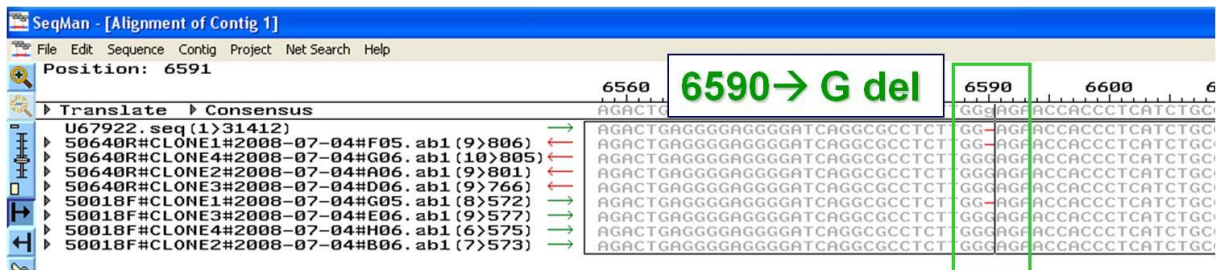 SeqMan - [Alignment of Contig 1]
File Edit Sequence Contig Project Net Search Help
Position: 6591
6560 6590 6600 6
6590→ G del
Translate Consensus AGACTG GGgAGAACCACCCTCATCTGC
U67922.seq(1>31412) → AGACTGAGGGGAGGGGATCAGGCGCCTCTTGG-AGAACCACCCTCATCTGC
50640R#CLONE1#2008-07-04#F05.ab1(9>806) ← AGACTGAGGGGAGGGGATCAGGCGCCTCTTGG-AGAACCACCCTCATCTGC
50640R#CLONE4#2008-07-04#G06.ab1(10>805) ← AGACTGAGGGGAGGGGATCAGGCGCCTCTTGGGAGAACCACCCTCATCTGC
50640R#CLONE2#2008-07-04#A06.ab1(9>801) ← AGACTGAGGGGAGGGGATCAGGCGCCTCTTGGGAGAACCACCCTCATCTGC
50640R#CLONE3#2008-07-04#D06.ab1(9>766) ← AGACTGAGGGGAGGGGATCAGGCGCCTCTTGGGAGAACCACCCTCATCTGC
50018F#CLONE1#2008-07-04#G05.ab1(8>572) → AGACTGAGGGGAGGGGATCAGGCGCCTCTTGG-AGAACCACCCTCATCTGC
50018F#CLONE3#2008-07-04#E06.ab1(9>577) → AGACTGAGGGGAGGGGATCAGGCGCCTCTTGGGAGAACCACCCTCATCTGC
50018F#CLONE4#2008-07-04#H06.ab1(6>575) → AGACTGAGGGGAGGGGATCAGGCGCCTCTTGGGAGAACCACCCTCATCTGC
50018F#CLONE2#2008-07-04#B06.ab1(7>573) → AGACTGAGGGGAGGGGATCAGGCGCCTCTTGGGAGAACCACCCTCATCTGC